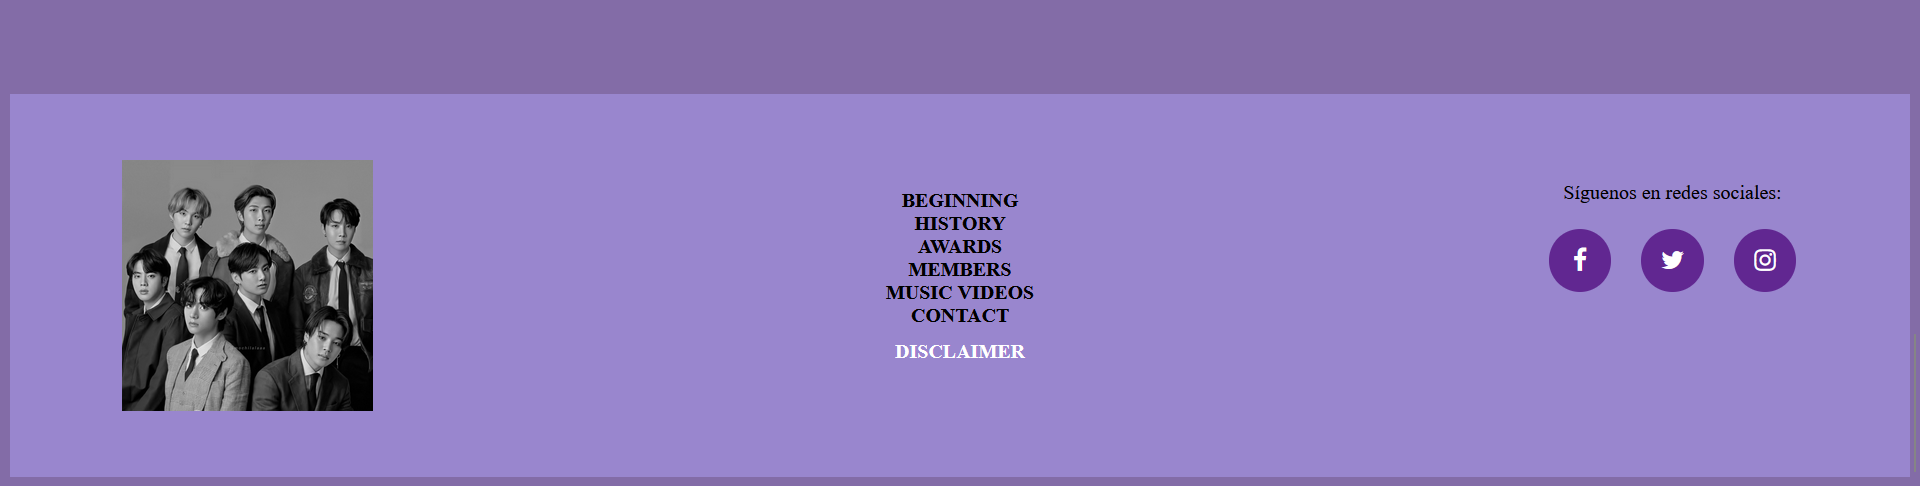 BEGINNING
HISTORY
AWARDS
MEMBERS
MUSIC VIDEOS
CONTACT
DISCLAIMER
Síguenos en redes sociales: